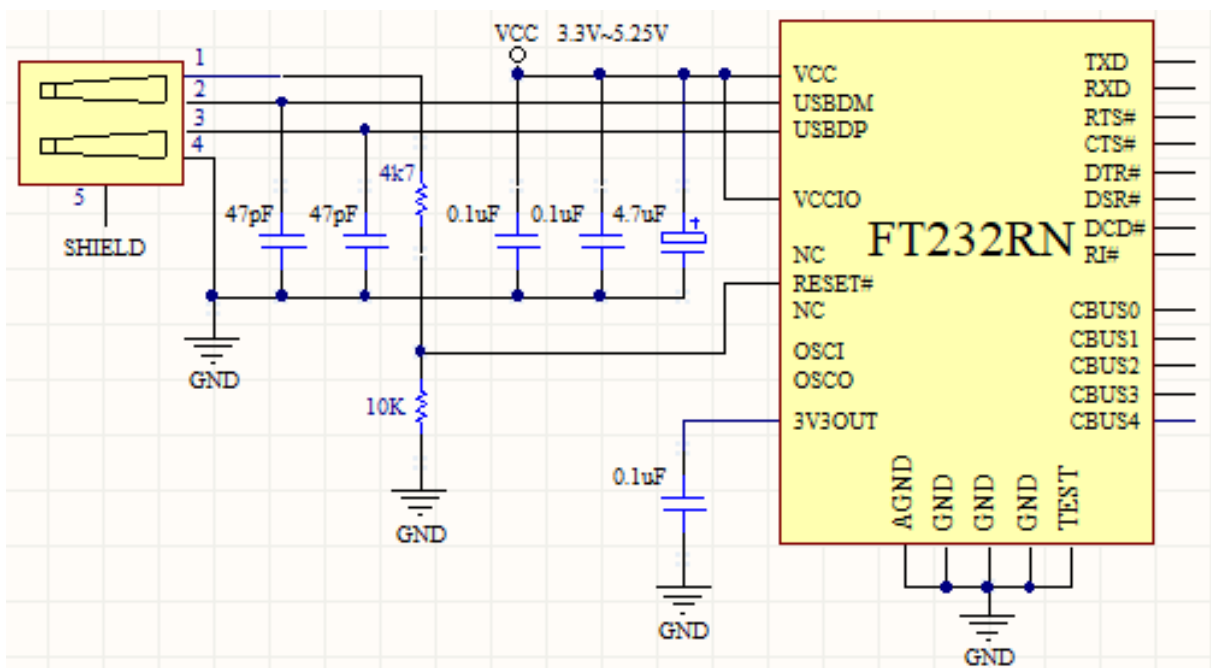 VCC 3.3V~5.25V
1
2
3
4
5
SHIELD
47pF
47pF
4k7
0.1uF
0.1uF
4.7uF
+
GND
10K
GND
0.1uF
GND
VCC
USBDM
USBDP
VCCIO
NC
RESET#
NC
OSCI
OSCO
3V3OUT
FT232RN
TXD
RXD
RTS#
CTS#
DTR#
DSR#
DCD#
RI#
CBUS0
CBUS1
CBUS2
CBUS3
CBUS4
AGND
GND
GND
GND
TEST
GND